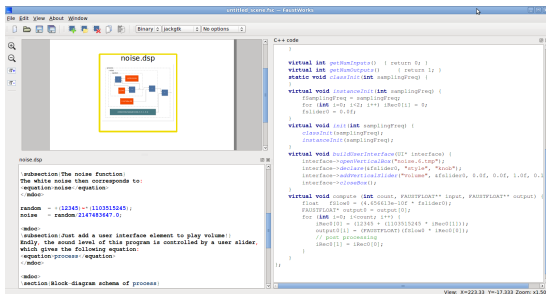 untitled_scene.fsc - FaustWorks
File Edit View About Window
Binary jackgtk No options
C++ code
noise.dsp
}
virtual int getNumInputs() { return 0; }
virtual int getNumOutputs() { return 1; }
static void classInit(int samplingFreq) {
}
virtual void instanceInit(int samplingFreq) {
fSamplingFreq = samplingFreq;
for (int i=0; i<2; i++) iRec0[i] = 0;
fslider0 = 0.0f;
}
virtual void init(int samplingFreq) {
classInit(samplingFreq);
instanceInit(samplingFreq);
}
virtual void buildUserInterface(UI* interface) {
interface->openVerticalBox("noise.6.tmp");
interface->declare(&fslider0, "style", "knob");
interface->addVerticalSlider("Volume", &fslider0, 0.0f, 0.0f, 1.0f, 0.1
interface->closeBox();
}
virtual void compute (int count, FAUSTFLOAT** input, FAUSTFLOAT** output) {
float fSlow0 = (4.656613e-10f * fslider0);
FAUSTFLOAT* output0 = output[0];
for (int i=0; i<count; i++) {
iRec0[0] = (12345 + (1103515245 * iRec0[1]));
output0[i] = (FAUSTFLOAT)(fSlow0 * iRec0[0]);
// post processing
iRec0[1] = iRec0[0];
}
}
};
noise.dsp
\subsection{The noise function}
The white noise then corresponds to:
<equation>noise</equation>
</mdoc>
random = +(12345)~*(1103515245);
noise = random/2147483647.0;
<mdoc>
\subsection{Just add a user interface element to play volume!}
Endly, the sound level of this program is controlled by a user slider,
which gives the following equation:
<equation>process</equation>
</mdoc>
<mdoc>
\section{Block-diagram schema of process}
View X=223.33 Y=-17.333 Zoom: x1.50